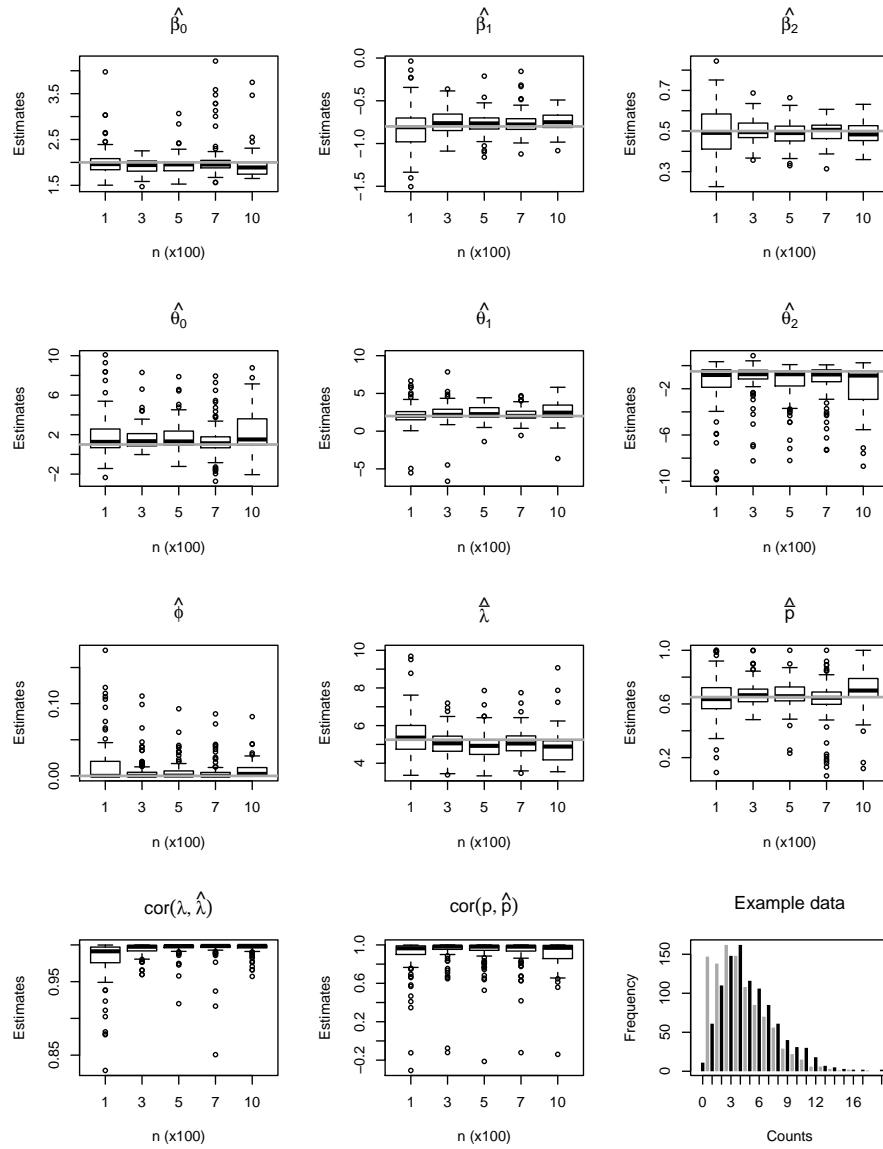 β̂₀
Estimates
1.5 2.5 3.5
1 3 5 7 10
n (x100)
β̂₁
Estimates
−1.5 −1.0 −0.5 0.0
1 3 5 7 10
n (x100)
β̂₂
Estimates
0.3 0.5 0.7
1 3 5 7 10
n (x100)
θ̂₀
Estimates
−2 2 6 10
1 3 5 7 10
n (x100)
θ̂₁
Estimates
−5 0 5 10
1 3 5 7 10
n (x100)
θ̂₂
Estimates
−10 −6 −2
1 3 5 7 10
n (x100)
ϕ̂
Estimates
0.00 0.10
1 3 5 7 10
n (x100)
λ̂̄
Estimates
4 6 8 10
1 3 5 7 10
n (x100)
p̂̄
Estimates
0.2 0.6 1.0
1 3 5 7 10
n (x100)
cor(λ, λ̂)
Estimates
0.85 0.95
1 3 5 7 10
n (x100)
cor(p, p̂)
Estimates
−0.2 0.2 0.6 1.0
1 3 5 7 10
n (x100)
Example data
Frequency
0 50 100 150
0 3 6 9 12 16
Counts